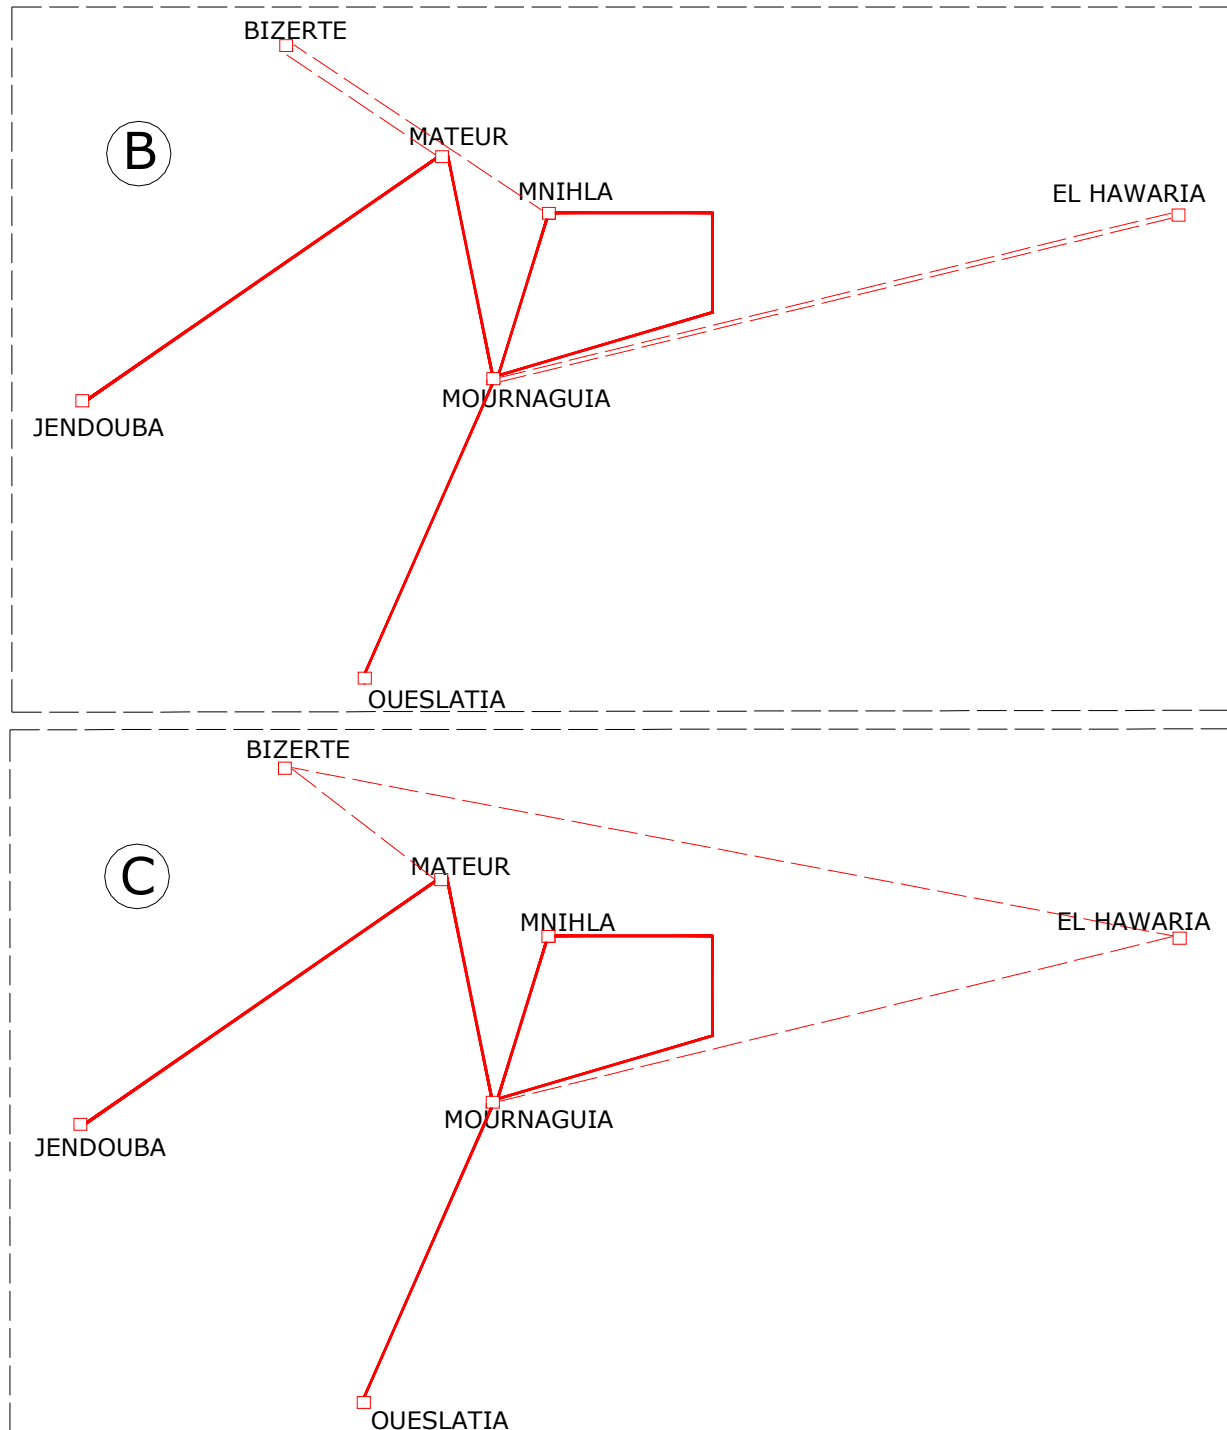 BIZERTE
B
MATEUR
MNIHLA
EL HAWARIA
MOURNAGUIA
JENDOUBA
OUESLATIA
BIZERTE
C
MATEUR
MNIHLA
EL HAWARIA
MOURNAGUIA
JENDOUBA
OUESLATIA